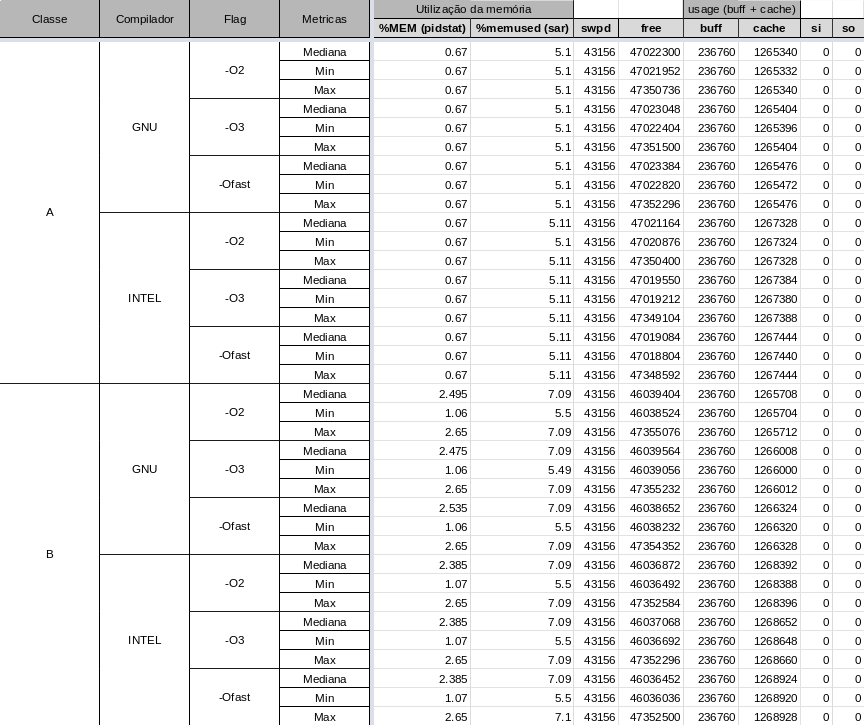 Classe Compilador Flag Metricas Utilização da memória usage (buff + cache)
%MEM (pidstat) %memused (sar) swpd free buff cache si so
A GNU -O2 Mediana 0.67 5.1 43156 47022300 236760 1265340 0 0
Min 0.67 5.1 43156 47021952 236760 1265332 0 0
Max 0.67 5.1 43156 47350736 236760 1265340 0 0
-O3 Mediana 0.67 5.1 43156 47023048 236760 1265404 0 0
Min 0.67 5.1 43156 47022404 236760 1265396 0 0
Max 0.67 5.1 43156 47351500 236760 1265404 0 0
-Ofast Mediana 0.67 5.1 43156 47023384 236760 1265476 0 0
Min 0.67 5.1 43156 47022820 236760 1265472 0 0
Max 0.67 5.1 43156 47352296 236760 1265476 0 0
INTEL -O2 Mediana 0.67 5.11 43156 47021164 236760 1267328 0 0
Min 0.67 5.1 43156 47020876 236760 1267324 0 0
Max 0.67 5.11 43156 47350400 236760 1267328 0 0
-O3 Mediana 0.67 5.11 43156 47019550 236760 1267384 0 0
Min 0.67 5.11 43156 47019212 236760 1267380 0 0
Max 0.67 5.11 43156 47349104 236760 1267388 0 0
-Ofast Mediana 0.67 5.11 43156 47019084 236760 1267444 0 0
Min 0.67 5.11 43156 47018804 236760 1267440 0 0
Max 0.67 5.11 43156 47348592 236760 1267444 0 0
B GNU -O2 Mediana 2.495 7.09 43156 46039404 236760 1265708 0 0
Min 1.06 5.5 43156 46038524 236760 1265704 0 0
Max 2.65 7.09 43156 47355076 236760 1265712 0 0
-O3 Mediana 2.475 7.09 43156 46039564 236760 1266008 0 0
Min 1.06 5.49 43156 46039056 236760 1266000 0 0
Max 2.65 7.09 43156 47355232 236760 1266012 0 0
-Ofast Mediana 2.535 7.09 43156 46038652 236760 1266324 0 0
Min 1.06 5.5 43156 46038232 236760 1266320 0 0
Max 2.65 7.09 43156 47354352 236760 1266328 0 0
INTEL -O2 Mediana 2.385 7.09 43156 46036872 236760 1268392 0 0
Min 1.07 5.5 43156 46036492 236760 1268388 0 0
Max 2.65 7.09 43156 47352584 236760 1268396 0 0
-O3 Mediana 2.385 7.09 43156 46037068 236760 1268652 0 0
Min 1.07 5.5 43156 46036692 236760 1268648 0 0
Max 2.65 7.09 43156 47352296 236760 1268660 0 0
-Ofast Mediana 2.385 7.09 43156 46036452 236760 1268924 0 0
Min 1.07 5.5 43156 46036036 236760 1268920 0 0
Max 2.65 7.1 43156 47352500 236760 1268928 0 0